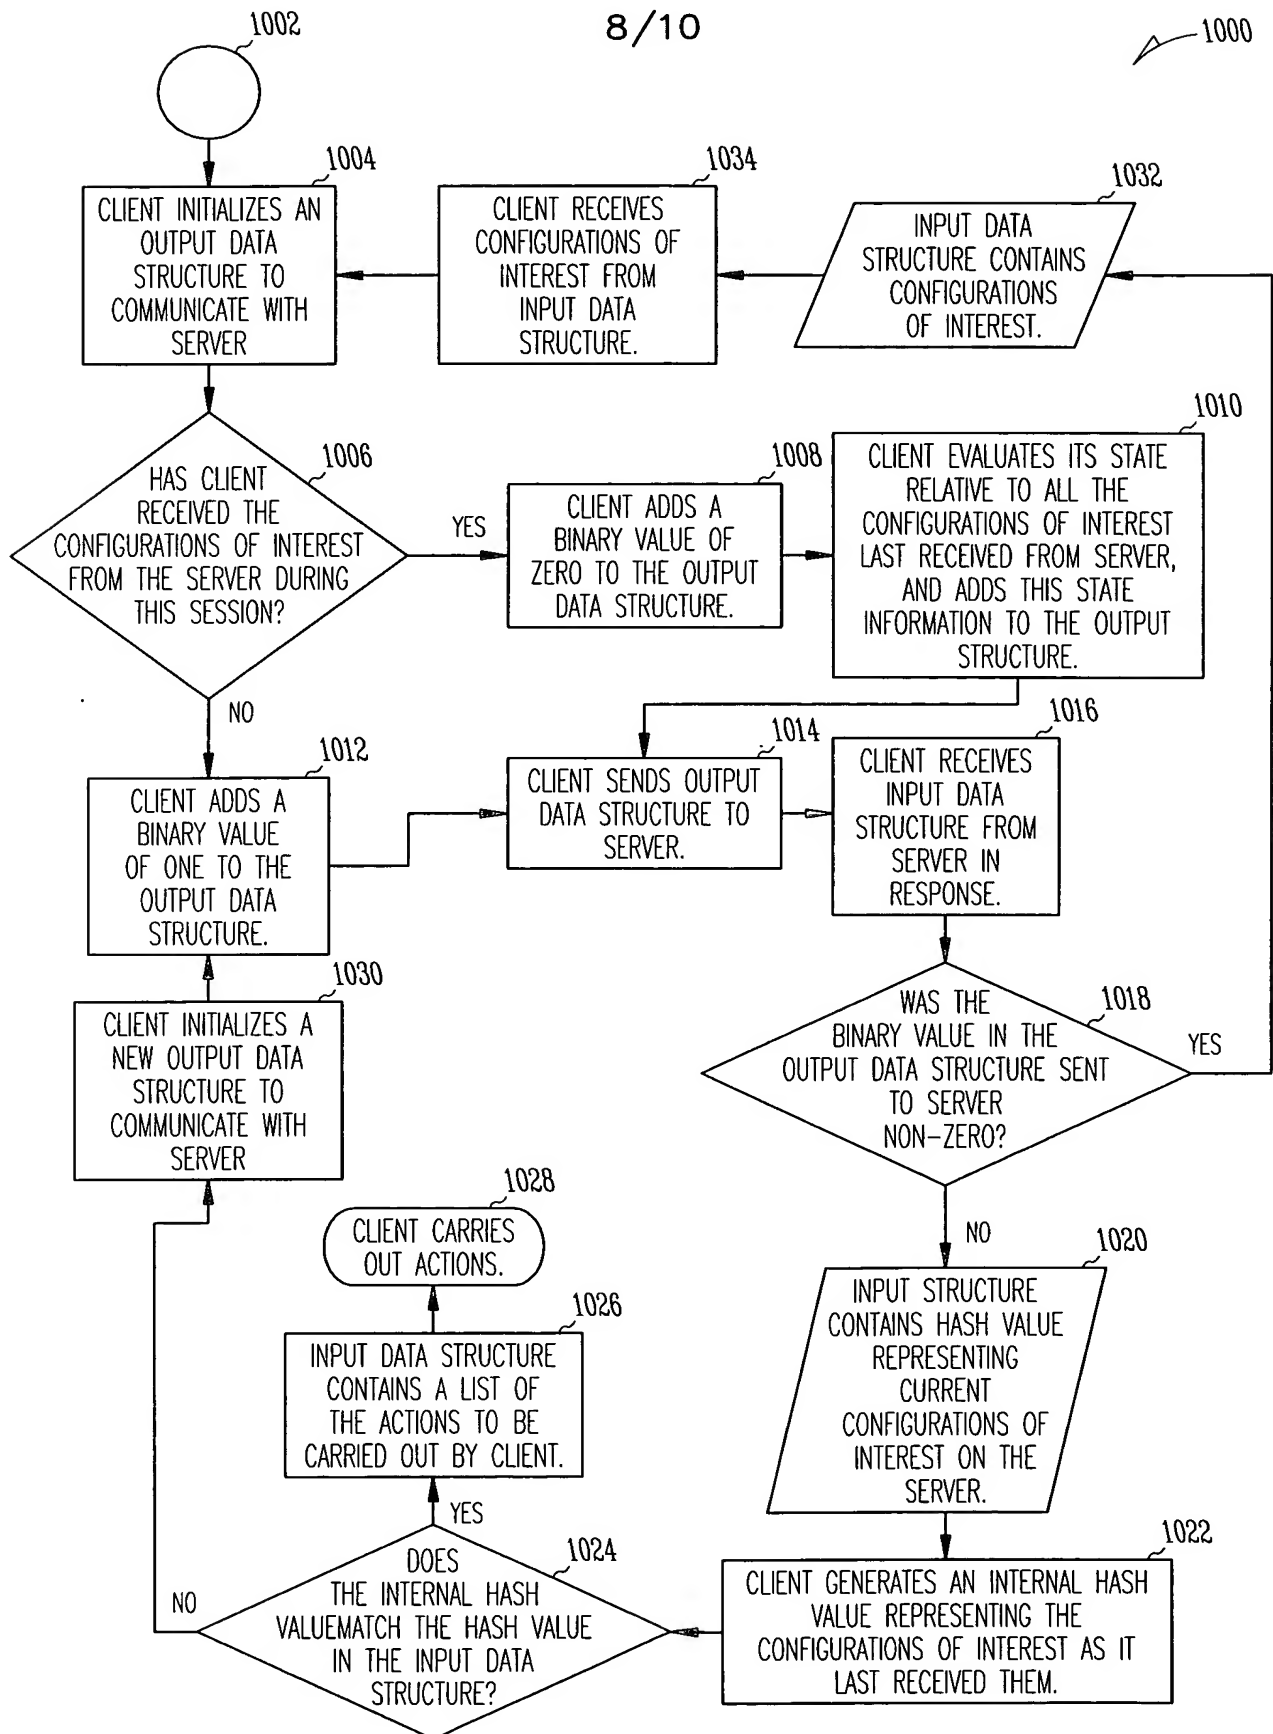 8/10
1000
1002
1004
CLIENT INITIALIZES AN
OUTPUT DATA
STRUCTURE TO
COMMUNICATE WITH
SERVER
1034
CLIENT RECEIVES
CONFIGURATIONS OF
INTEREST FROM
INPUT DATA
STRUCTURE.
1032
INPUT DATA
STRUCTURE CONTAINS
CONFIGURATIONS
OF INTEREST.
1006
HAS CLIENT
RECEIVED THE
CONFIGURATIONS OF INTEREST
FROM THE SERVER DURING
THIS SESSION?
YES
NO
1008
CLIENT ADDS A
BINARY VALUE OF
ZERO TO THE OUTPUT
DATA STRUCTURE.
1010
CLIENT EVALUATES ITS STATE
RELATIVE TO ALL THE
CONFIGURATIONS OF INTEREST
LAST RECEIVED FROM SERVER,
AND ADDS THIS STATE
INFORMATION TO THE OUTPUT
STRUCTURE.
1012
CLIENT ADDS A
BINARY VALUE
OF ONE TO THE
OUTPUT DATA
STRUCTURE.
1014
CLIENT SENDS OUTPUT
DATA STRUCTURE TO
SERVER.
1016
CLIENT RECEIVES
INPUT DATA
STRUCTURE FROM
SERVER IN
RESPONSE.
1030
CLIENT INITIALIZES A
NEW OUTPUT DATA
STRUCTURE TO
COMMUNICATE WITH
SERVER
1018
WAS THE
BINARY VALUE IN THE
OUTPUT DATA STRUCTURE SENT
TO SERVER
NON-ZERO?
YES
NO
1028
CLIENT CARRIES
OUT ACTIONS.
1020
INPUT STRUCTURE
CONTAINS HASH VALUE
REPRESENTING
CURRENT
CONFIGURATIONS OF
INTEREST ON THE
SERVER.
1026
INPUT DATA STRUCTURE
CONTAINS A LIST OF
THE ACTIONS TO BE
CARRIED OUT BY CLIENT.
YES
NO
1024
DOES
THE INTERNAL HASH
VALUEMATCH THE HASH VALUE
IN THE INPUT DATA
STRUCTURE?
1022
CLIENT GENERATES AN INTERNAL HASH
VALUE REPRESENTING THE
CONFIGURATIONS OF INTEREST AS IT
LAST RECEIVED THEM.